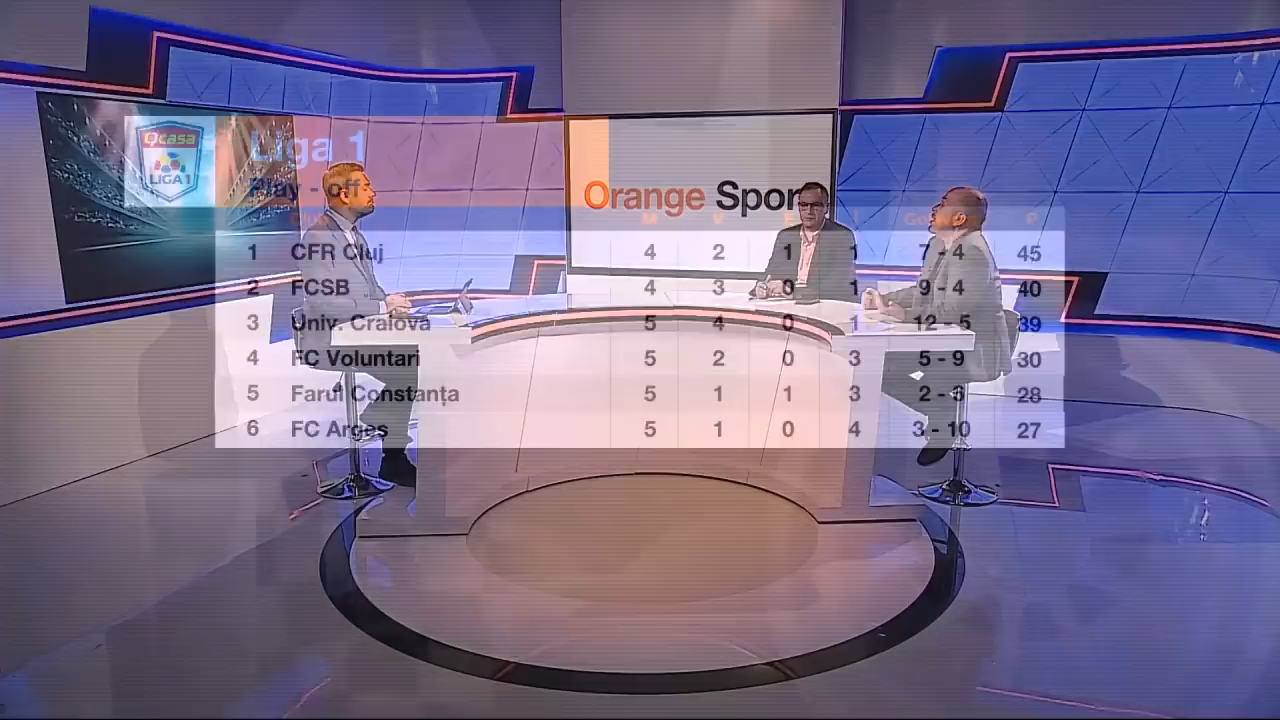 Casa
LIGA 1
Liga 1
Play - off
Orange Sport
M V E Î P
1 CFR Cluj 4 2 1 1 7 - 4 45
2 FCSB 4 3 0 1 9 - 4 40
3 Univ. Craiova 5 4 0 1 12 - 5 39
4 FC Voluntari 5 2 0 3 5 - 9 30
5 Farul Constanța 5 1 1 3 28
6 FC Argeș 5 1 0 4 3 - 10 27